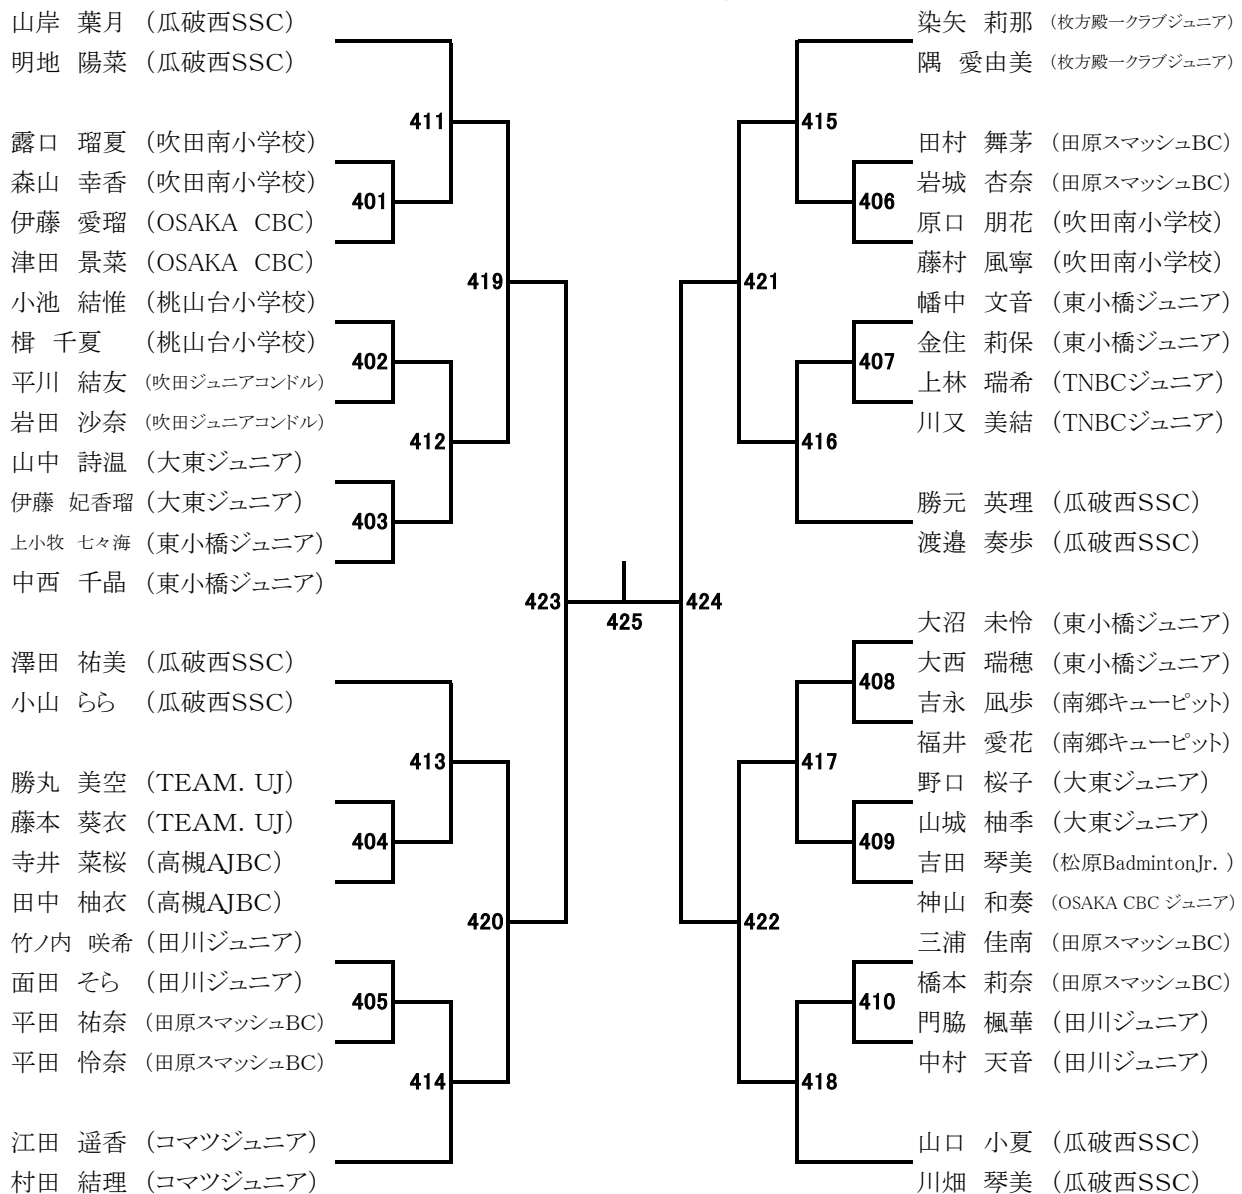 山岸 葉月 (瓜破西SSC)
明地 陽菜 (瓜破西SSC)
411
露口 瑠夏 (吹田南小学校)
森山 幸香 (吹田南小学校)
401
伊藤 愛瑠 (OSAKA CBC)
津田 景菜 (OSAKA CBC)
419
小池 結惟 (桃山台小学校)
楫 千夏 (桃山台小学校)
402
平川 結友 (吹田ジュニアコンドル)
岩田 沙奈 (吹田ジュニアコンドル)
412
山中 詩温 (大東ジュニア)
伊藤 妃香瑠 (大東ジュニア)
403
上小牧 七々海 (東小橋ジュニア)
中西 千晶 (東小橋ジュニア)
423
澤田 祐美 (瓜破西SSC)
小山 らら (瓜破西SSC)
413
勝丸 美空 (TEAM. UJ)
藤本 葵衣 (TEAM. UJ)
404
寺井 菜桜 (高槻AJBC)
田中 柚衣 (高槻AJBC)
420
竹ノ内 咲希 (田川ジュニア)
面田 そら (田川ジュニア)
405
平田 祐奈 (田原スマッシュBC)
平田 怜奈 (田原スマッシュBC)
414
江田 遥香 (コマツジュニア)
村田 結理 (コマツジュニア)
425
染矢 莉那 (枚方殿一クラブジュニア)
隅 愛由美 (枚方殿一クラブジュニア)
415
田村 舞茅 (田原スマッシュBC)
岩城 杏奈 (田原スマッシュBC)
406
原口 朋花 (吹田南小学校)
藤村 風寧 (吹田南小学校)
421
幡中 文音 (東小橋ジュニア)
金住 莉保 (東小橋ジュニア)
407
上林 瑞希 (TNBCジュニア)
川又 美結 (TNBCジュニア)
416
勝元 英理 (瓜破西SSC)
渡邉 奏歩 (瓜破西SSC)
424
大沼 未怜 (東小橋ジュニア)
大西 瑞穂 (東小橋ジュニア)
408
吉永 凪歩 (南郷キューピット)
福井 愛花 (南郷キューピット)
417
野口 桜子 (大東ジュニア)
山城 柚季 (大東ジュニア)
409
吉田 琴美 (松原BadmintonJr. )
神山 和奏 (OSAKA CBC ジュニア)
422
三浦 佳南 (田原スマッシュBC)
橋本 莉奈 (田原スマッシュBC)
410
門脇 楓華 (田川ジュニア)
中村 天音 (田川ジュニア)
418
山口 小夏 (瓜破西SSC)
川畑 琴美 (瓜破西SSC)